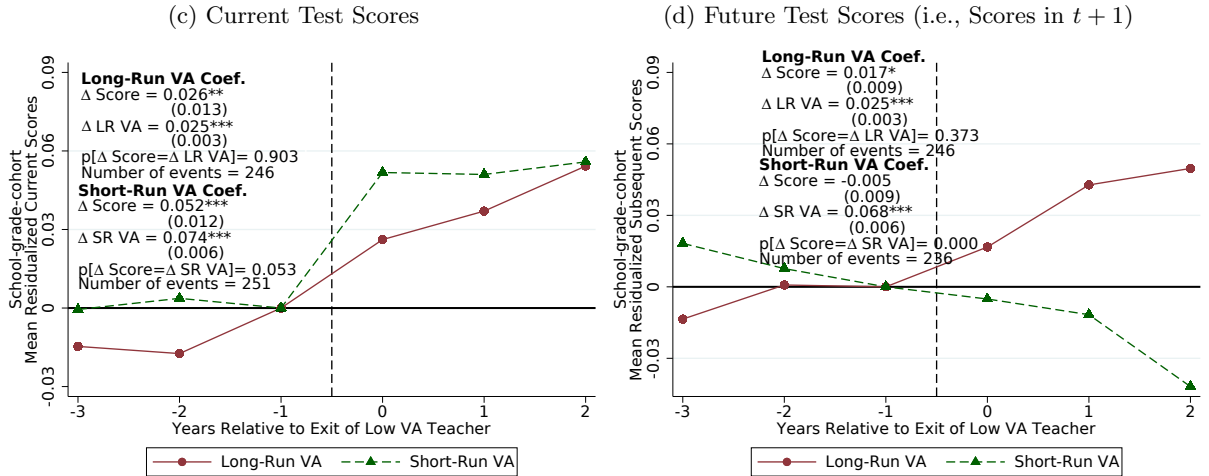 (c) Current Test Scores
School-grade-cohort
Mean Residualized Current Scores
0.09
0.06
0.03
0
-0.03
Long-Run VA Coef.
Δ Score = 0.026**
(0.013)
Δ LR VA = 0.025***
(0.003)
p[Δ Score=Δ LR VA]= 0.903
Number of events = 246
Short-Run VA Coef.
Δ Score = 0.052***
(0.012)
Δ SR VA = 0.074***
(0.006)
p[Δ Score=Δ SR VA]= 0.053
Number of events = 251
-3 -2 -1 0 1 2
Years Relative to Exit of Low VA Teacher
Long-Run VA Short-Run VA
(d) Future Test Scores (i.e., Scores in t + 1)
School-grade-cohort
Mean Residualized Subsequent Scores
0.09
0.06
0.03
0
-0.03
Long-Run VA Coef.
Δ Score = 0.017*
(0.009)
Δ LR VA = 0.025***
(0.003)
p[Δ Score=Δ LR VA]= 0.373
Number of events = 246
Short-Run VA Coef.
Δ Score = -0.005
(0.009)
Δ SR VA = 0.068***
(0.006)
p[Δ Score=Δ SR VA]= 0.000
Number of events = 236
-3 -2 -1 0 1 2
Years Relative to Exit of Low VA Teacher
Long-Run VA Short-Run VA